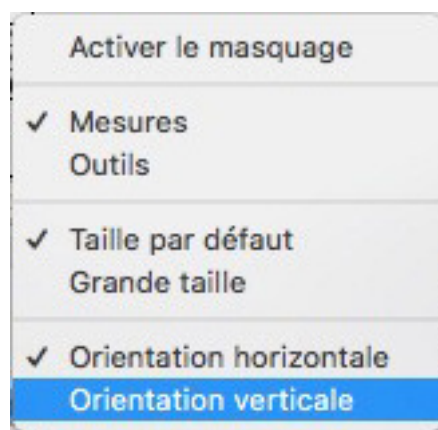 Activer le masquage
✓ Mesures
Outils
✓ Taille par défaut
Grande taille
✓ Orientation horizontale
Orientation verticale